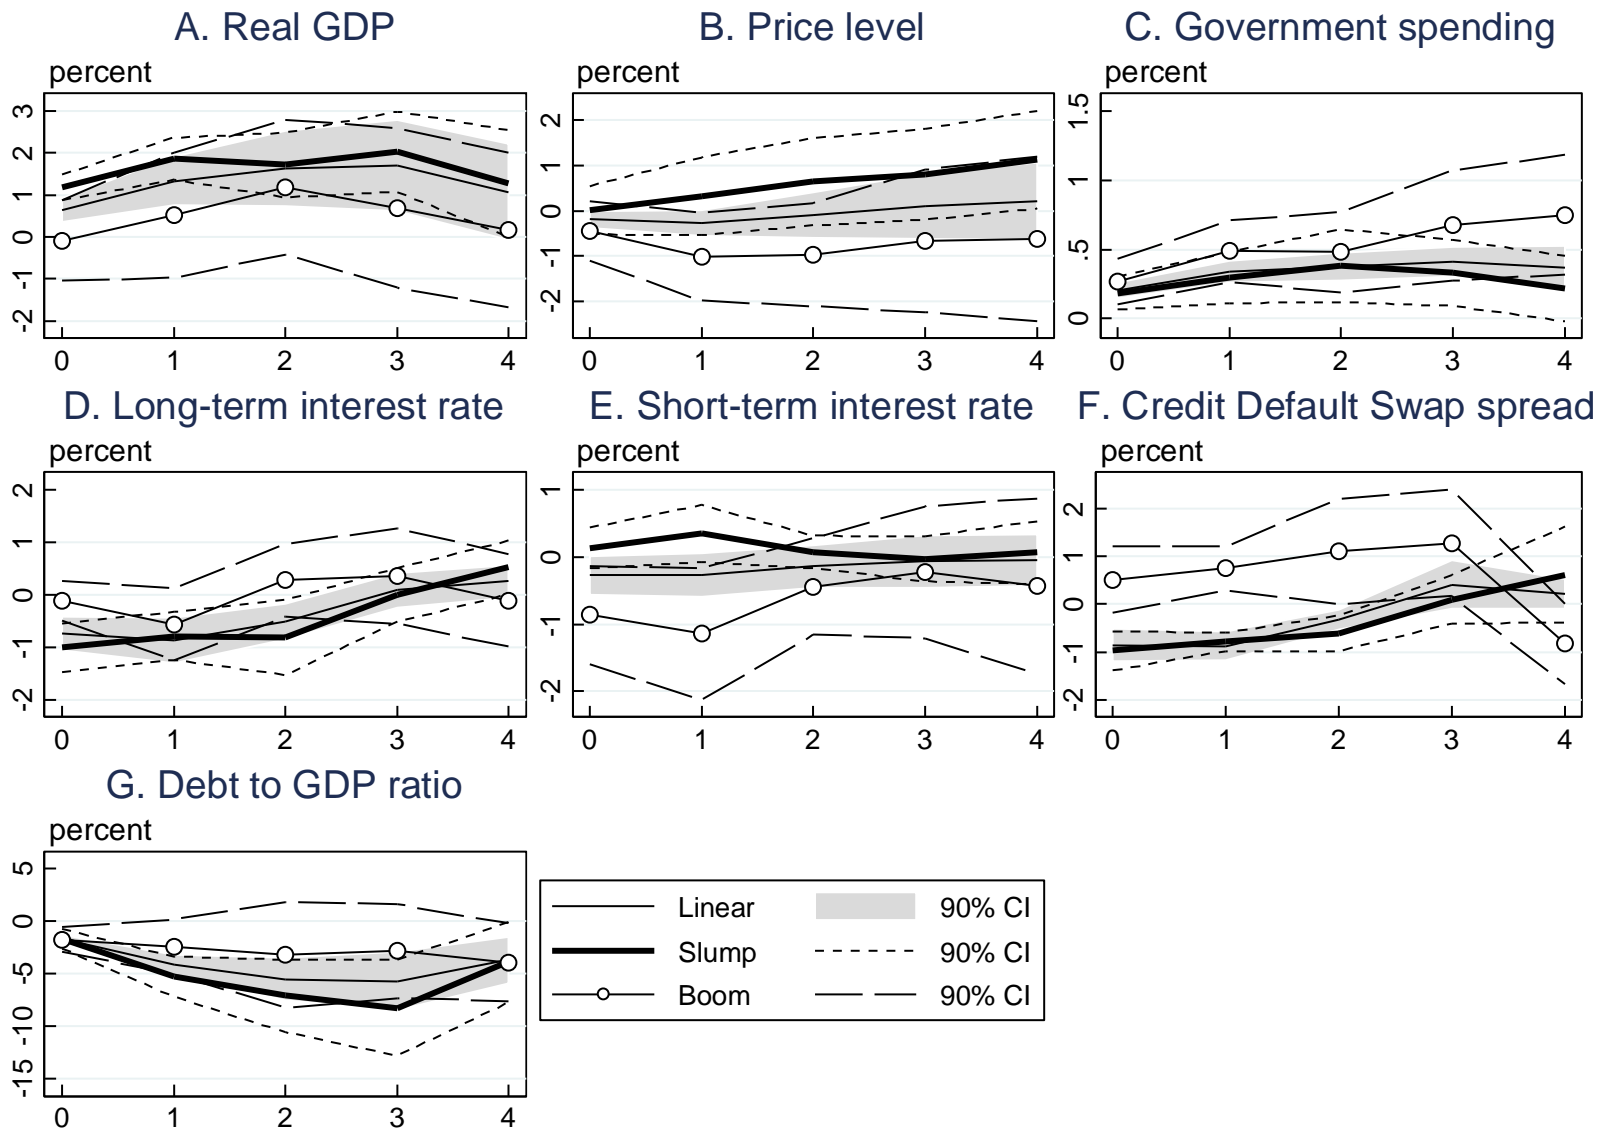 A. Real GDP
percent
3
2
1
0
-1
-2
0 1 2 3 4
B. Price level
percent
2
1
0
-1
-2
0 1 2 3 4
C. Government spending
percent
1.5
1
.5
0
0 1 2 3 4
D. Long-term interest rate
percent
2
1
0
-1
-2
0 1 2 3 4
E. Short-term interest rate
percent
1
0
-1
-2
0 1 2 3 4
F. Credit Default Swap spread
percent
2
1
0
-1
-2
0 1 2 3 4
G. Debt to GDP ratio
percent
5
0
-5
-10
-15
0 1 2 3 4
Linear 90% CI
Slump 90% CI
Boom 90% CI